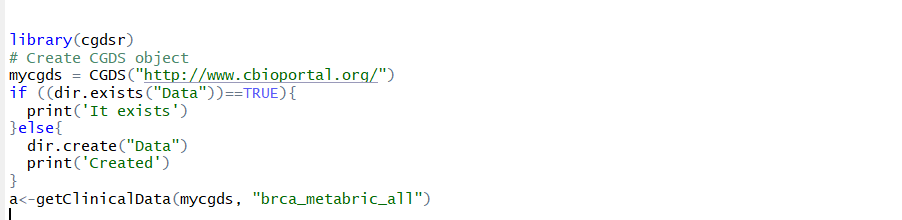 library(cgdsr)
# Create CGDS object
mycgds = CGDS("http://www.cbioportal.org/")
if ((dir.exists("Data"))==TRUE){
  print('It exists')
}else{
  dir.create("Data")
  print('Created')
}
a<-getClinicalData(mycgds, "brca_metabric_all")